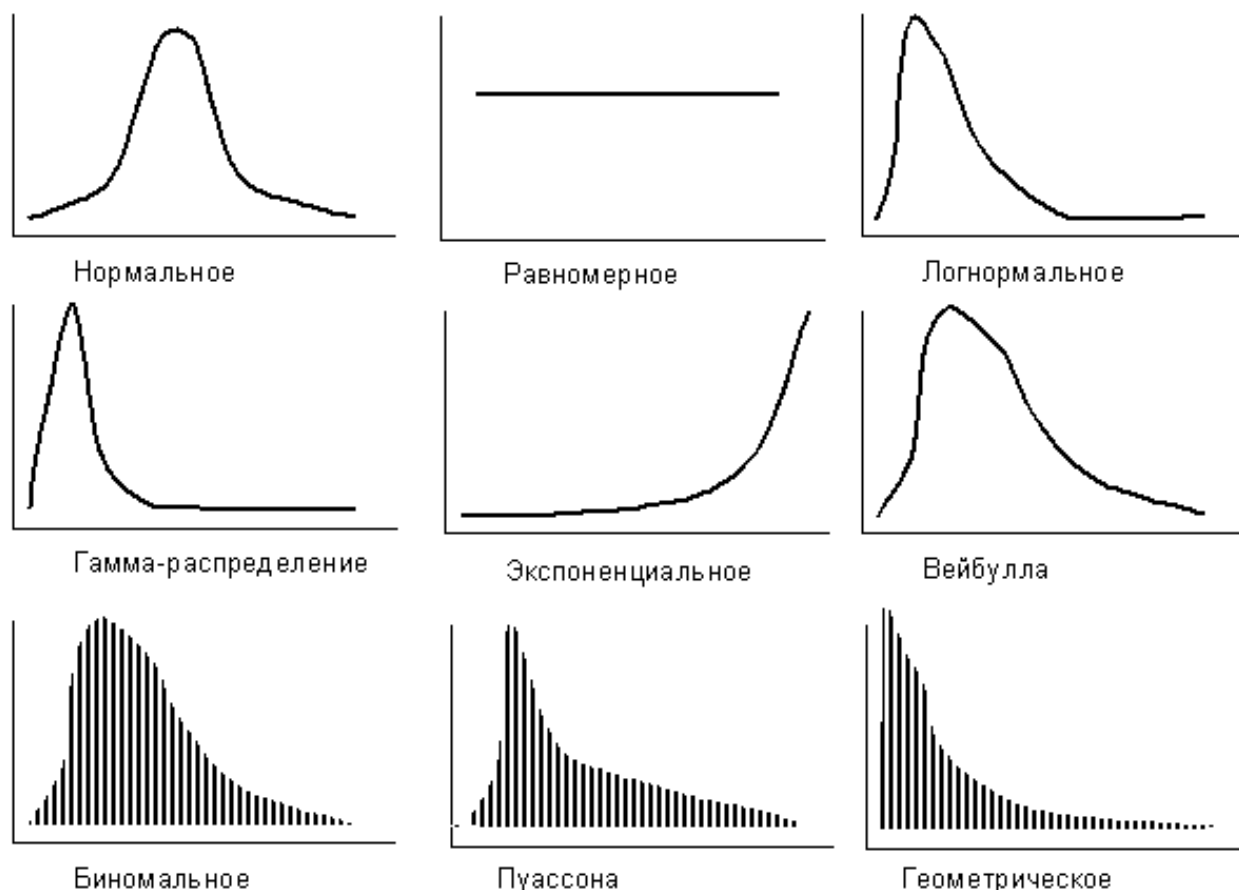 Нормальное
Равномерное
Логнормальное
Гамма-распределение
Экспоненциальное
Вейбулла
Биномальное
Пуассона
Геометрическое